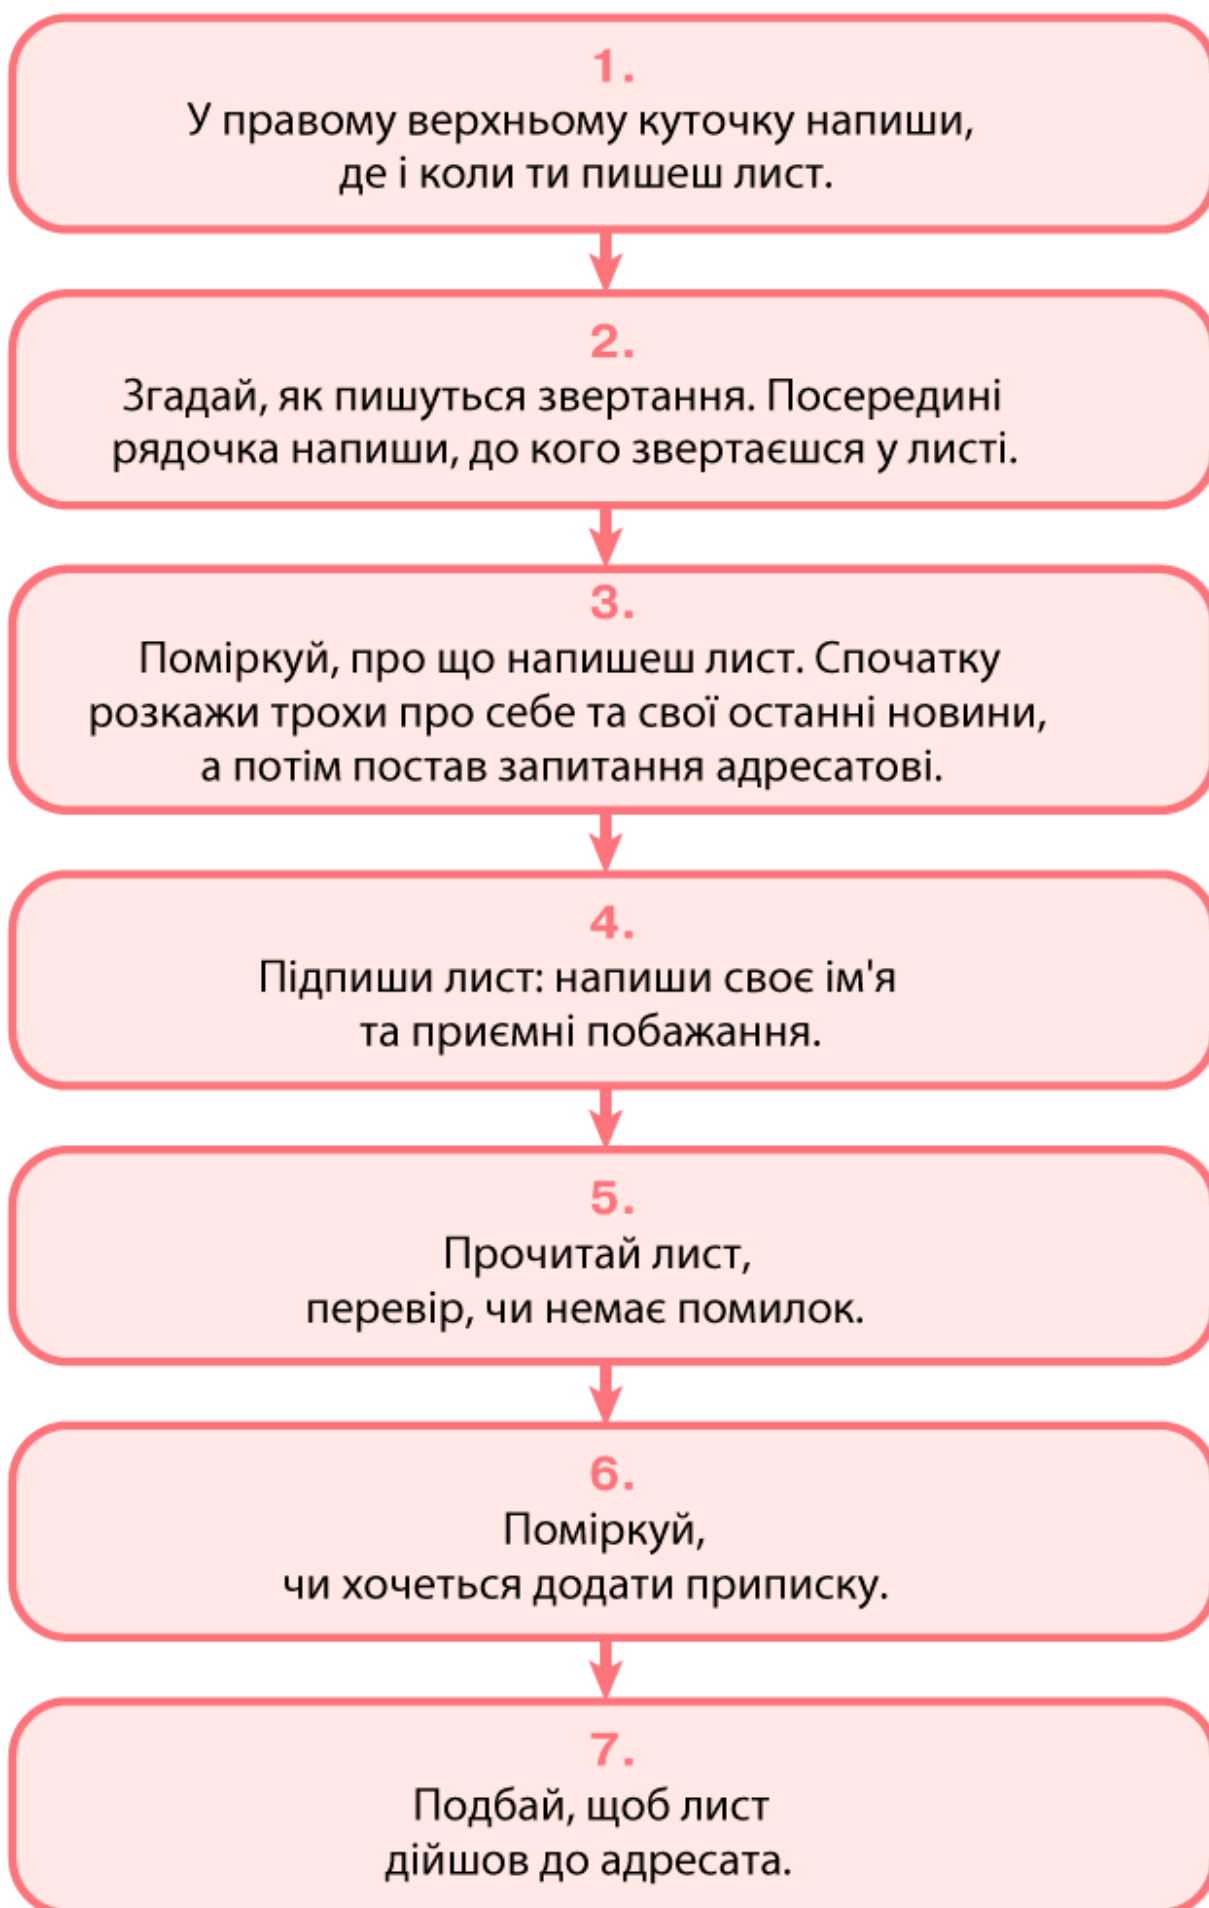 1.
У правому верхньому куточку напиши,
де і коли ти пишеш лист.
2.
Згадай, як пишуться звертання. Посередині
рядочка напиши, до кого звертаєшся у листі.
3.
Поміркуй, про що напишеш лист. Спочатку
розкажи трохи про себе та свої останні новини,
а потім постав запитання адресатові.
4.
Підпиши лист: напиши своє ім'я
та приємні побажання.
5.
Прочитай лист,
перевір, чи немає помилок.
6.
Поміркуй,
чи хочеться додати приписку.
7.
Подбай, щоб лист
дійшов до адресата.